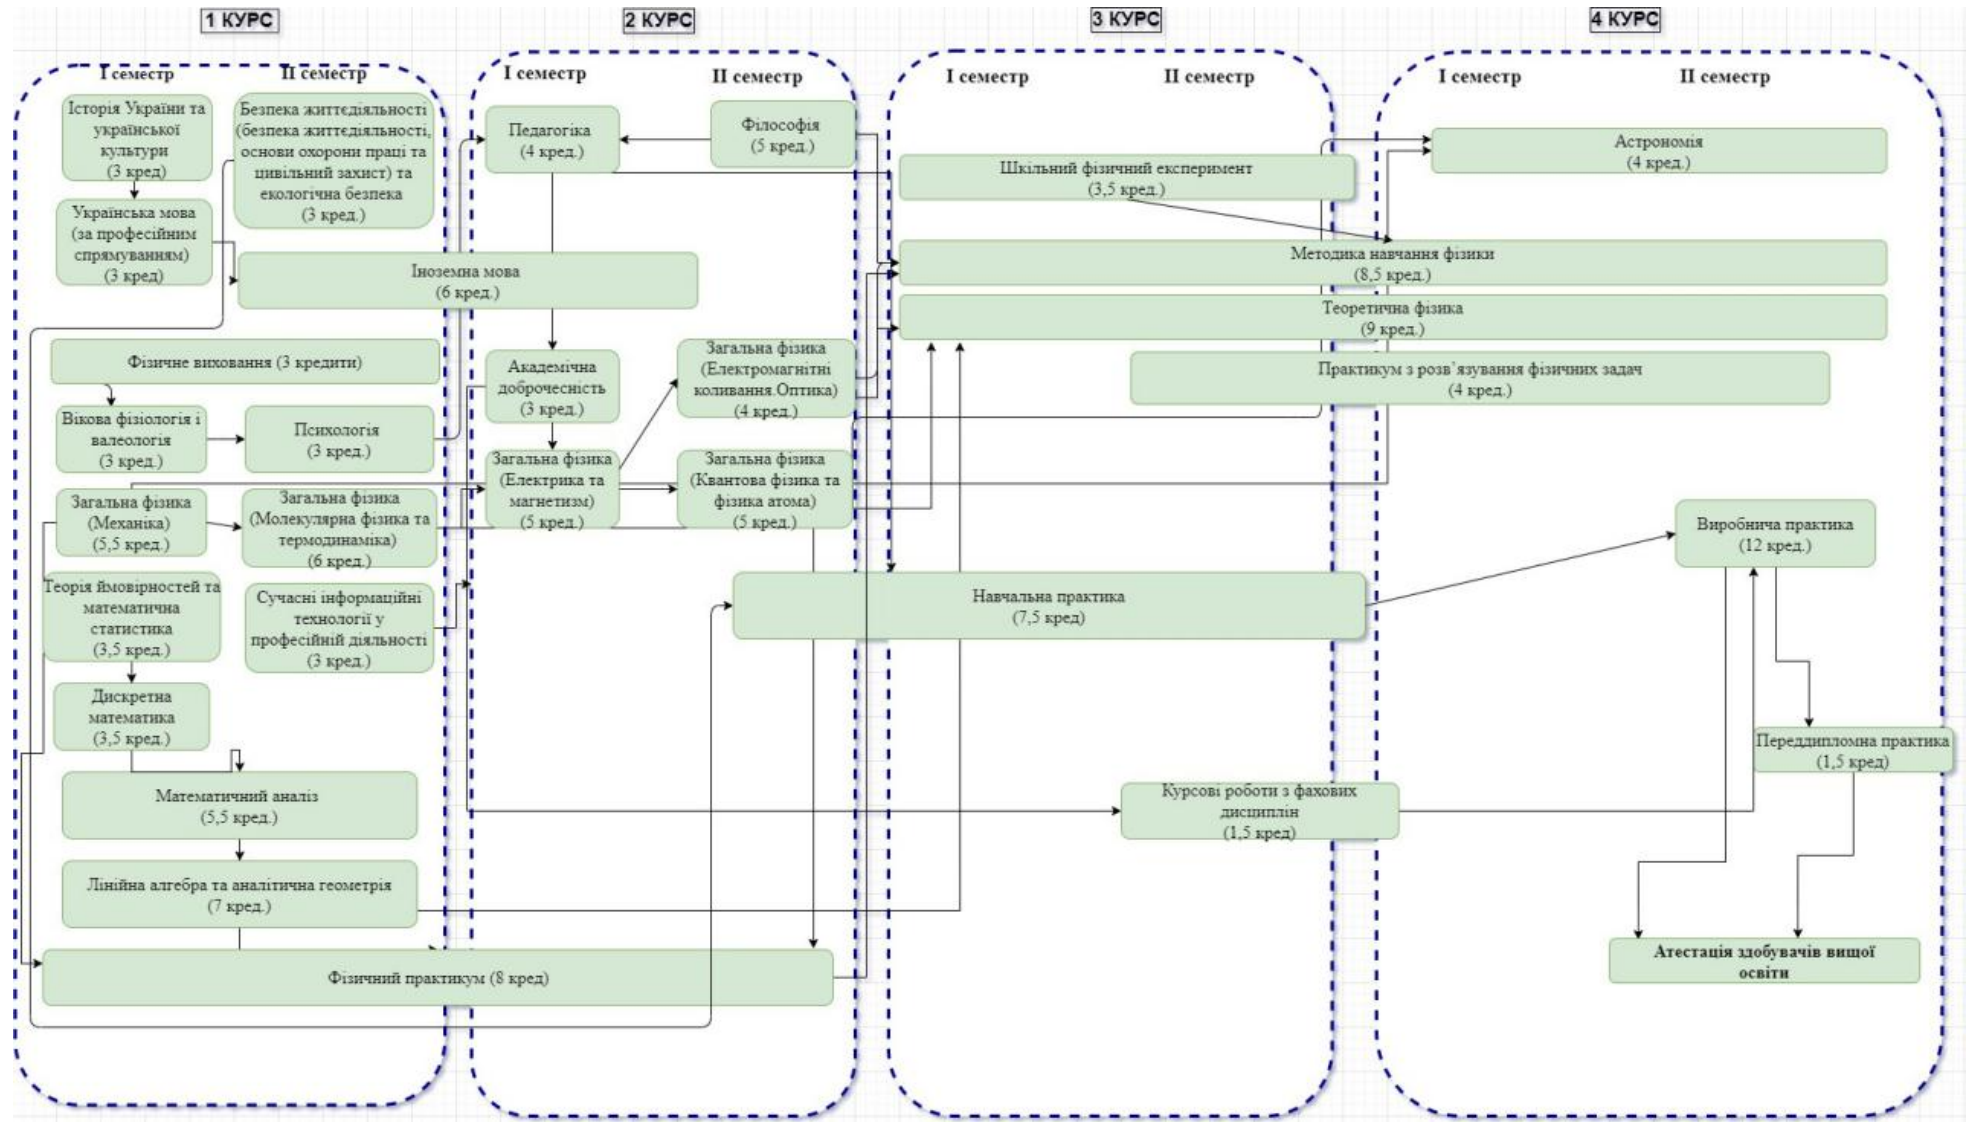 1 КУРС
2 КУРС
3 КУРС
4 КУРС
I семестр
II семестр
I семестр
II семестр
I семестр
II семестр
I семестр
II семестр
Історія України та
української
культури
(3 кред)
Безпека життєдіяльності
(безпека життєдіяльності,
основи охорони праці та
цивільний захист) та
екологічна безпека
(3 кред.)
Українська мова
(за професійним
спрямуванням)
(3 кред)
Іноземна мова
(6 кред.)
Фізичне виховання (3 кредити)
Вікова фізіологія і
валеологія
(3 кред.)
Психологія
(3 кред.)
Загальна фізика
(Механіка)
(5,5 кред.)
Загальна фізика
(Молекулярна фізика та
термодинаміка)
(6 кред.)
Теорія ймовірностей та
математична
статистика
(3,5 кред.)
Сучасні інформаційні
технології у
професійній діяльності
(3 кред.)
Дискретна
математика
(3,5 кред.)
Математичний аналіз
(5,5 кред.)
Лінійна алгебра та аналітична геометрія
(7 кред.)
Фізичний практикум (8 кред)
Педагогіка
(4 кред.)
Філософія
(5 кред.)
Академічна
доброчесність
(3 кред.)
Загальна фізика
(Електромагнітні
коливання.Оптика)
(4 кред.)
Загальна фізика
(Електрика та
магнетизм)
(5 кред.)
Загальна фізика
(Квантова фізика та
фізика атома)
(5 кред.)
Навчальна практика
(7,5 кред)
Шкільний фізичний експеримент
(3,5 кред.)
Методика навчання фізики
(8,5 кред.)
Теоретична фізика
(9 кред.)
Практикум з розв’язування фізичних задач
(4 кред.)
Курсові роботи з фахових
дисциплін
(1,5 кред)
Астрономія
(4 кред.)
Виробнича практика
(12 кред.)
Переддипломна практика
(1,5 кред)
Атестація здобувачів вищої
освіти